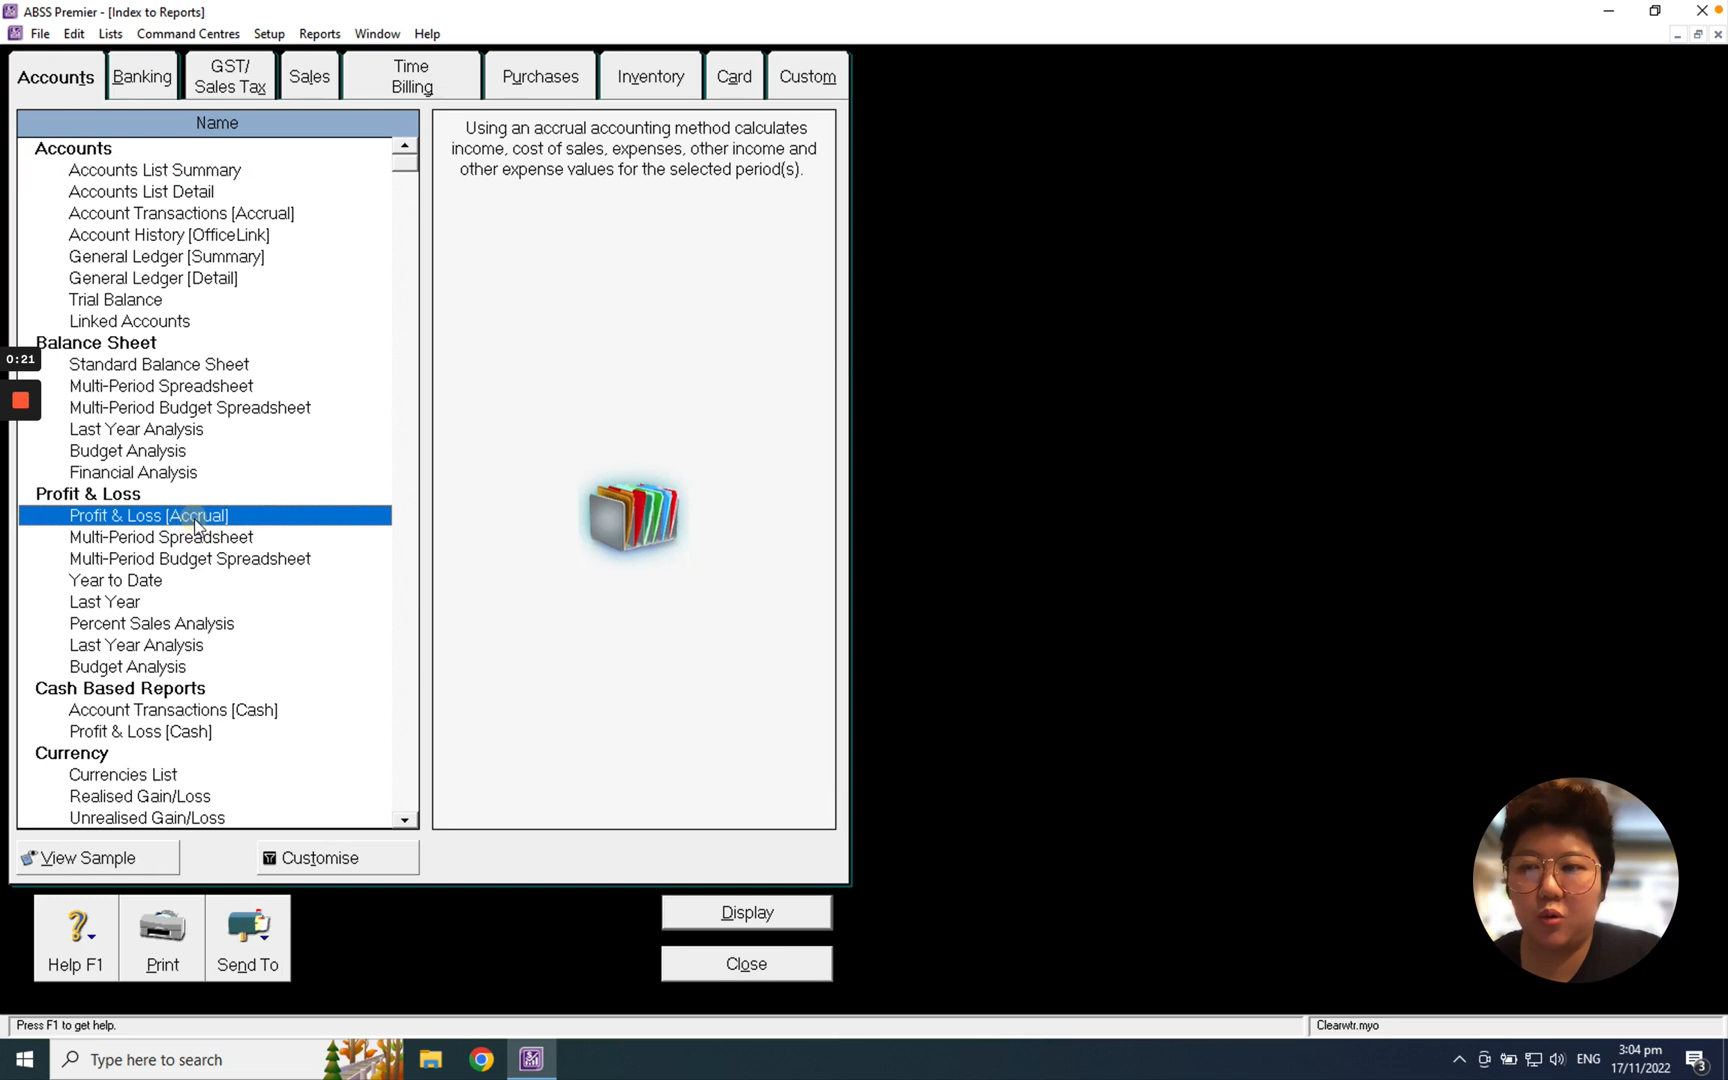 ABSS Premier - [Index to Reports]
File Edit Lists Command Centres Setup Reports Window Help
Accounts Banking GST/ Sales Tax Sales Time Billing Purchases Inventory Card Custom
Name
Accounts
Accounts List Summary
Accounts List Detail
Account Transactions [Accrual]
Account History [OfficeLink]
General Ledger [Summary]
General Ledger [Detail]
Trial Balance
Linked Accounts
Balance Sheet
Standard Balance Sheet
Multi-Period Spreadsheet
Multi-Period Budget Spreadsheet
Last Year Analysis
Budget Analysis
Financial Analysis
Profit & Loss
Profit & Loss [Accrual]
Multi-Period Spreadsheet
Multi-Period Budget Spreadsheet
Year to Date
Last Year
Percent Sales Analysis
Last Year Analysis
Budget Analysis
Cash Based Reports
Account Transactions [Cash]
Profit & Loss [Cash]
Currency
Currencies List
Realised Gain/Loss
Unrealised Gain/Loss
0:21
Using an accrual accounting method calculates
income, cost of sales, expenses, other income and
other expense values for the selected period(s).
View Sample Customise
Help F1 Print Send To
Display
Close
Press F1 to get help.
Clearwtr.myo
Type here to search
ENG
3:04 pm
17/11/2022
3